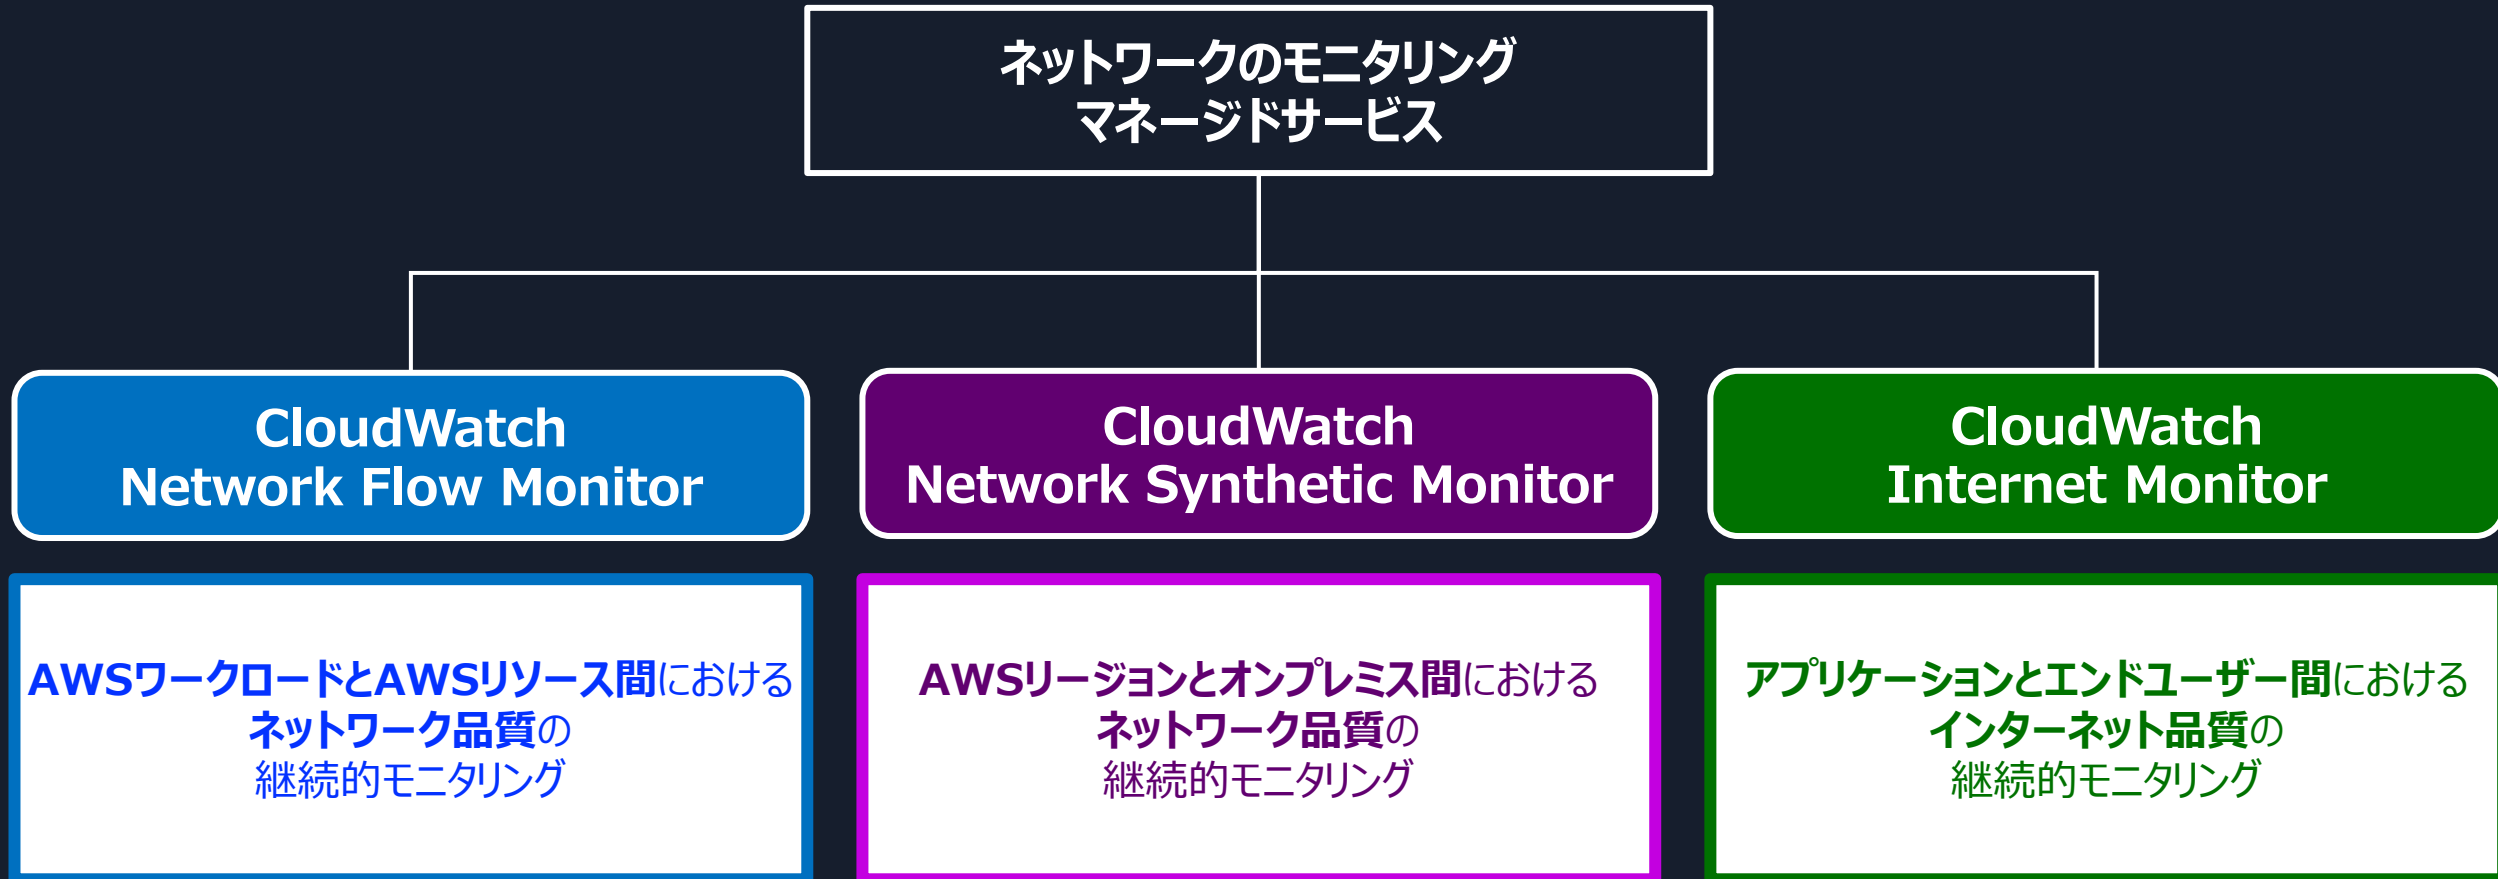 ネットワークのモニタリング
マネージドサービス
CloudWatch
Network Flow Monitor
CloudWatch
Network Synthetic Monitor
CloudWatch
Internet Monitor
AWSワークロードとAWSリソース間における
ネットワーク品質の
継続的モニタリング
AWSリージョンとオンプレミス間における
ネットワーク品質の
継続的モニタリング
アプリケーションとエンドユーザー間における
インターネット品質の
継続的モニタリング